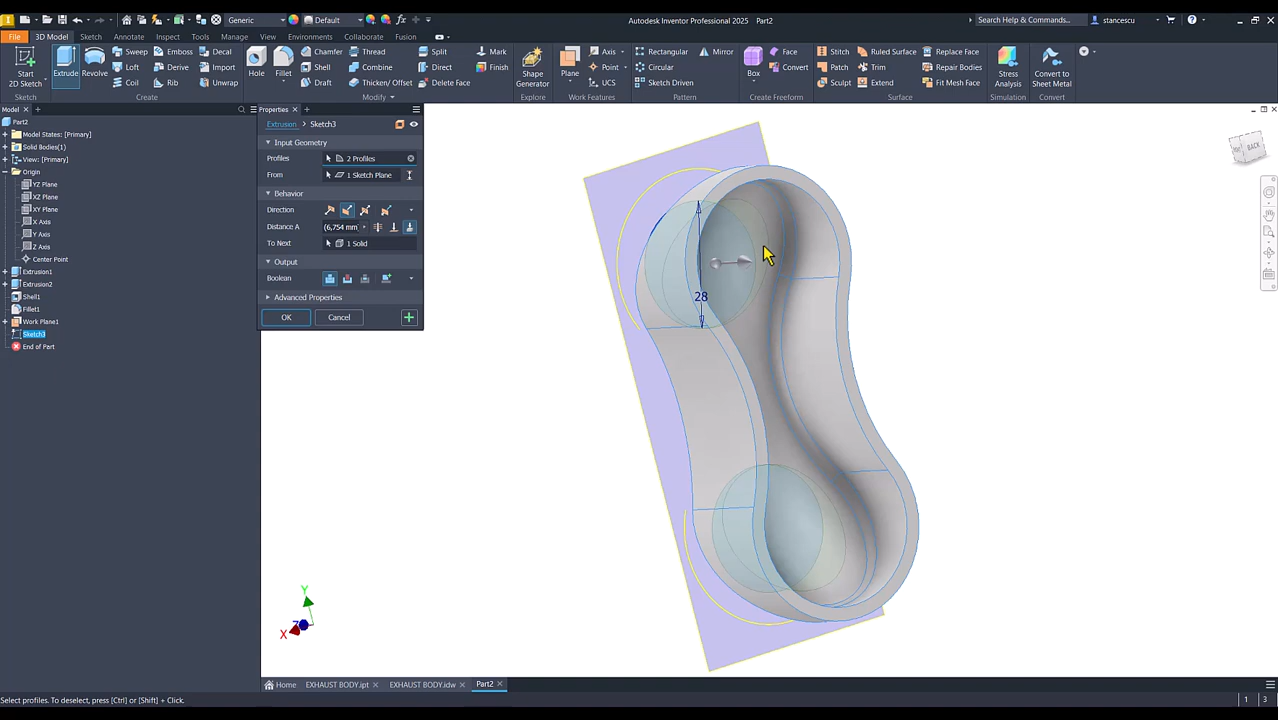 Generic
Default
Autodesk Inventor Professional 2025 Part2
Search Help & Commands...
stancescu
File 3D Model Sketch Annotate Inspect Tools Manage View Environments Collaborate Fusion
Start
2D Sketch
Extrude
Revolve
Sweep
Emboss
Decal
Loft
Derive
Import
Coil
Rib
Unwrap
Hole
Fillet
Chamfer
Thread
Split
Mark
Shell
Combine
Direct
Finish
Draft
Thicken/ Offset
Delete Face
Shape
Generator
Plane
Axis
Point
UCS
Rectangular
Mirror
Circular
Sketch Driven
Box
Face
Convert
Stitch
Ruled Surface
Replace Face
Patch
Trim
Repair Bodies
Sculpt
Extend
Fit Mesh Face
Stress
Analysis
Convert to
Sheet Metal
Sketch
Create
Modify
Explore
Work Features
Pattern
Create Freeform
Surface
Simulation
Convert
Model
Part2
Model States: [Primary]
Solid Bodies(1)
View: [Primary]
Origin
YZ Plane
XZ Plane
XY Plane
X Axis
Y Axis
Z Axis
Center Point
Extrusion1
Extrusion2
Shell1
Fillet1
Work Plane1
Sketch3
End of Part
Properties
Extrusion > Sketch3
Input Geometry
Profiles 2 Profiles
From 1 Sketch Plane
Behavior
Direction
Distance A (6,754 mm)
To Next 1 Solid
Output
Boolean
Advanced Properties
OK Cancel
28
BACK
Y
X
Z
Home EXHAUST BODY.ipt EXHAUST BODY.idw Part2
Select profiles. To deselect, press [Ctrl] or [Shift] + Click.
1 3